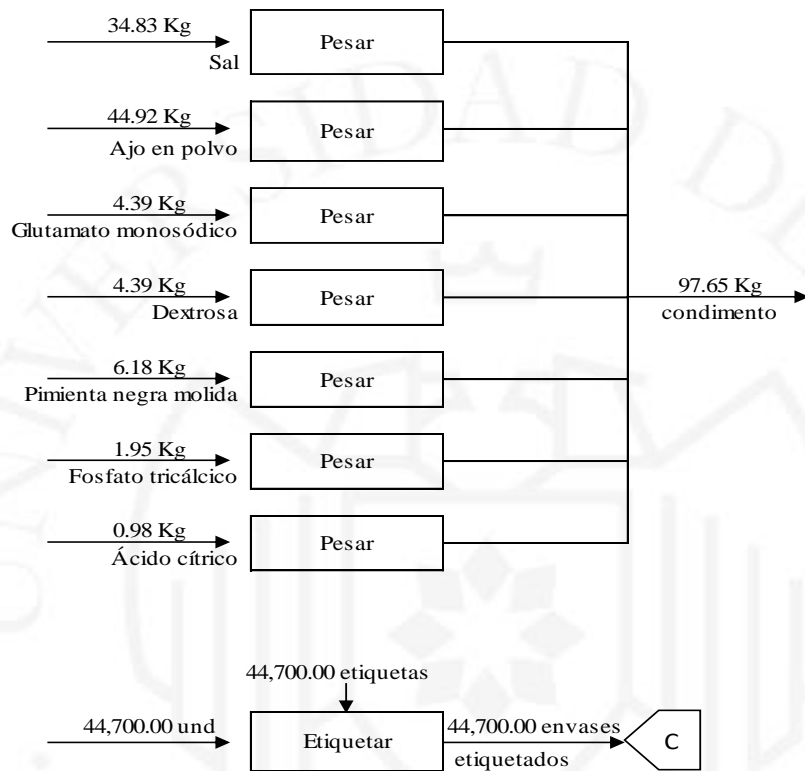 34.83 Kg
Sal
Pesar
44.92 Kg
Ajo en polvo
Pesar
4.39 Kg
Glutamato monosódico
Pesar
4.39 Kg
Dextrosa
Pesar
97.65 Kg
condimento
6.18 Kg
Pimienta negra molida
Pesar
1.95 Kg
Fosfato tricálcico
Pesar
0.98 Kg
Ácido cítrico
Pesar
44,700.00 etiquetas
44,700.00 und
Etiquetar
44,700.00 envases
etiquetados
C
UNIVERSIDAD DE